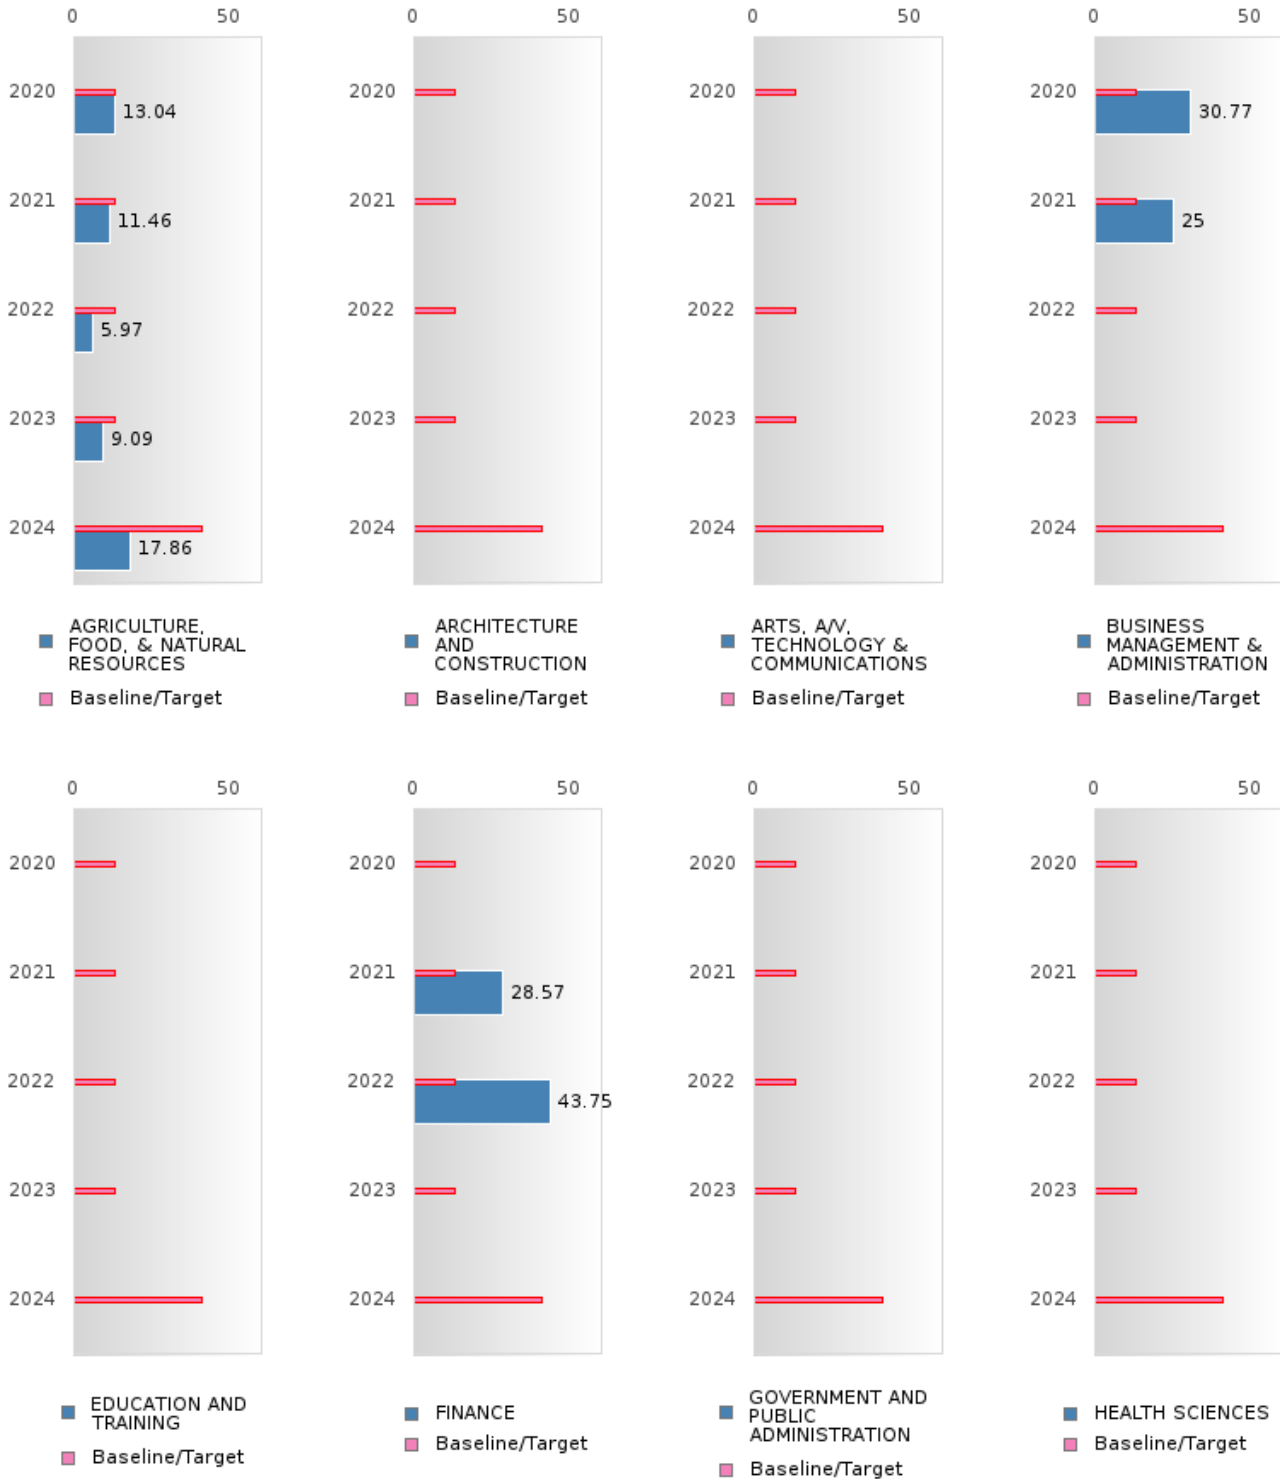 0 50
0 50
0 50
0 50
2020
13.04
2021
11.46
2022
5.97
2023
9.09
2024
17.86
2020
2021
2022
2023
2024
2020
2021
2022
2023
2024
2020
30.77
2021
25
2022
2023
2024
AGRICULTURE,
FOOD, & NATURAL
RESOURCES
Baseline/Target
ARCHITECTURE
AND
CONSTRUCTION
Baseline/Target
ARTS, A/V,
TECHNOLOGY &
COMMUNICATIONS
Baseline/Target
BUSINESS
MANAGEMENT &
ADMINISTRATION
Baseline/Target
0 50
0 50
0 50
0 50
2020
2021
2022
2023
2024
2020
2021
28.57
2022
43.75
2023
2024
2020
2021
2022
2023
2024
2020
2021
2022
2023
2024
EDUCATION AND
TRAINING
Baseline/Target
FINANCE
Baseline/Target
GOVERNMENT AND
PUBLIC
ADMINISTRATION
Baseline/Target
HEALTH SCIENCES
Baseline/Target